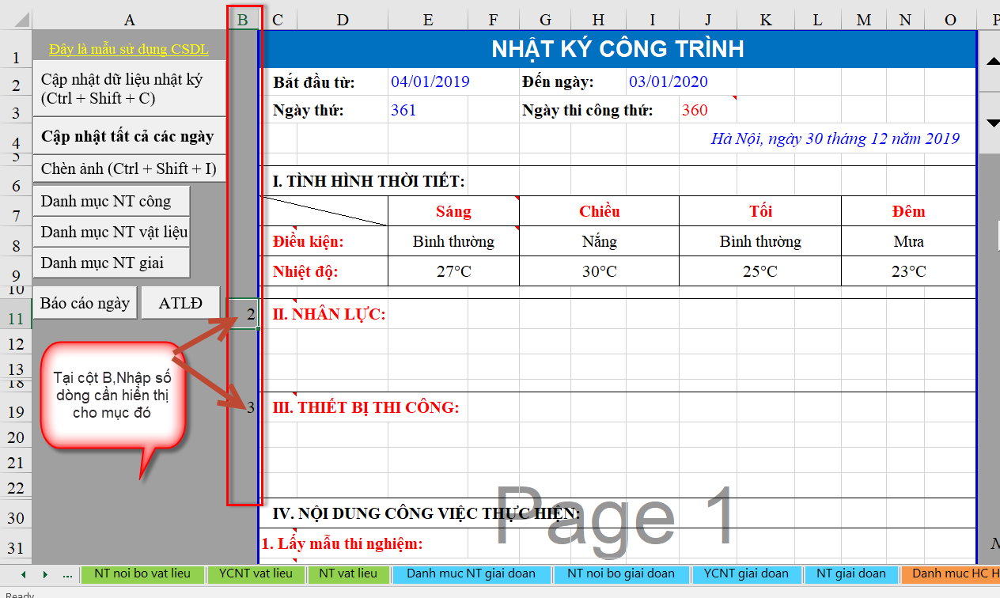 A B C D E F G H I J K L M N O P
1 Đây là mẫu sử dụng CSDL NHẬT KÝ CÔNG TRÌNH
2 Cập nhật dữ liệu nhật ký
(Ctrl + Shift + C) Bắt đầu từ: 04/01/2019 Đến ngày: 03/01/2020
3 Ngày thứ: 361 Ngày thi công thứ: 360
4 Cập nhật tất cả các ngày Hà Nội, ngày 30 tháng 12 năm 2019
5
Chèn ảnh (Ctrl + Shift + I)
6 I. TÌNH HÌNH THỜI TIẾT:
Danh mục NT công
7 Sáng Chiều Tối Đêm
Danh mục NT vật liệu
8 Điều kiện: Bình thường Nắng Bình thường Mưa
Danh mục NT giai
9 Nhiệt độ: 27°C 30°C 25°C 23°C
10
Báo cáo ngày ATLĐ
11 2 II. NHÂN LỰC:
12
13
18
Tại cột B,Nhập số
dòng cần hiển thị
cho mục đó
19 3 III. THIẾT BỊ THI CÔNG:
20
21
22
Page 1
30 IV. NỘI DUNG CÔNG VIỆC THỰC HIỆN:
31 1. Lấy mẫu thí nghiệm:
... NT noi bo vat lieu YCNT vat lieu NT vat lieu Danh muc NT giai doan NT noi bo giai doan YCNT giai doan NT giai doan Danh muc HC H
Ready